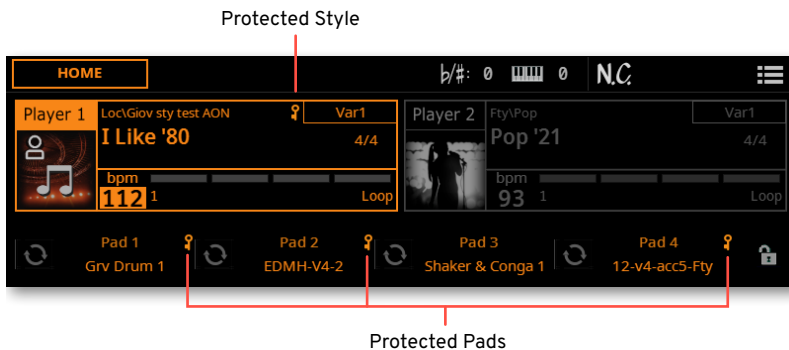 Protected Style
HOME
b/#: 0
0
N.C.
Player 1
Loc\Giov sty test AON
Var1
I Like '80
4/4
bpm
112
1
Loop
Player 2
Fty\Pop
Var1
Pop '21
4/4
bpm
93
1
Loop
Pad 1
Grv Drum 1
Pad 2
EDMH-V4-2
Pad 3
Shaker & Conga 1
Pad 4
12-v4-acc5-Fty
Protected Pads